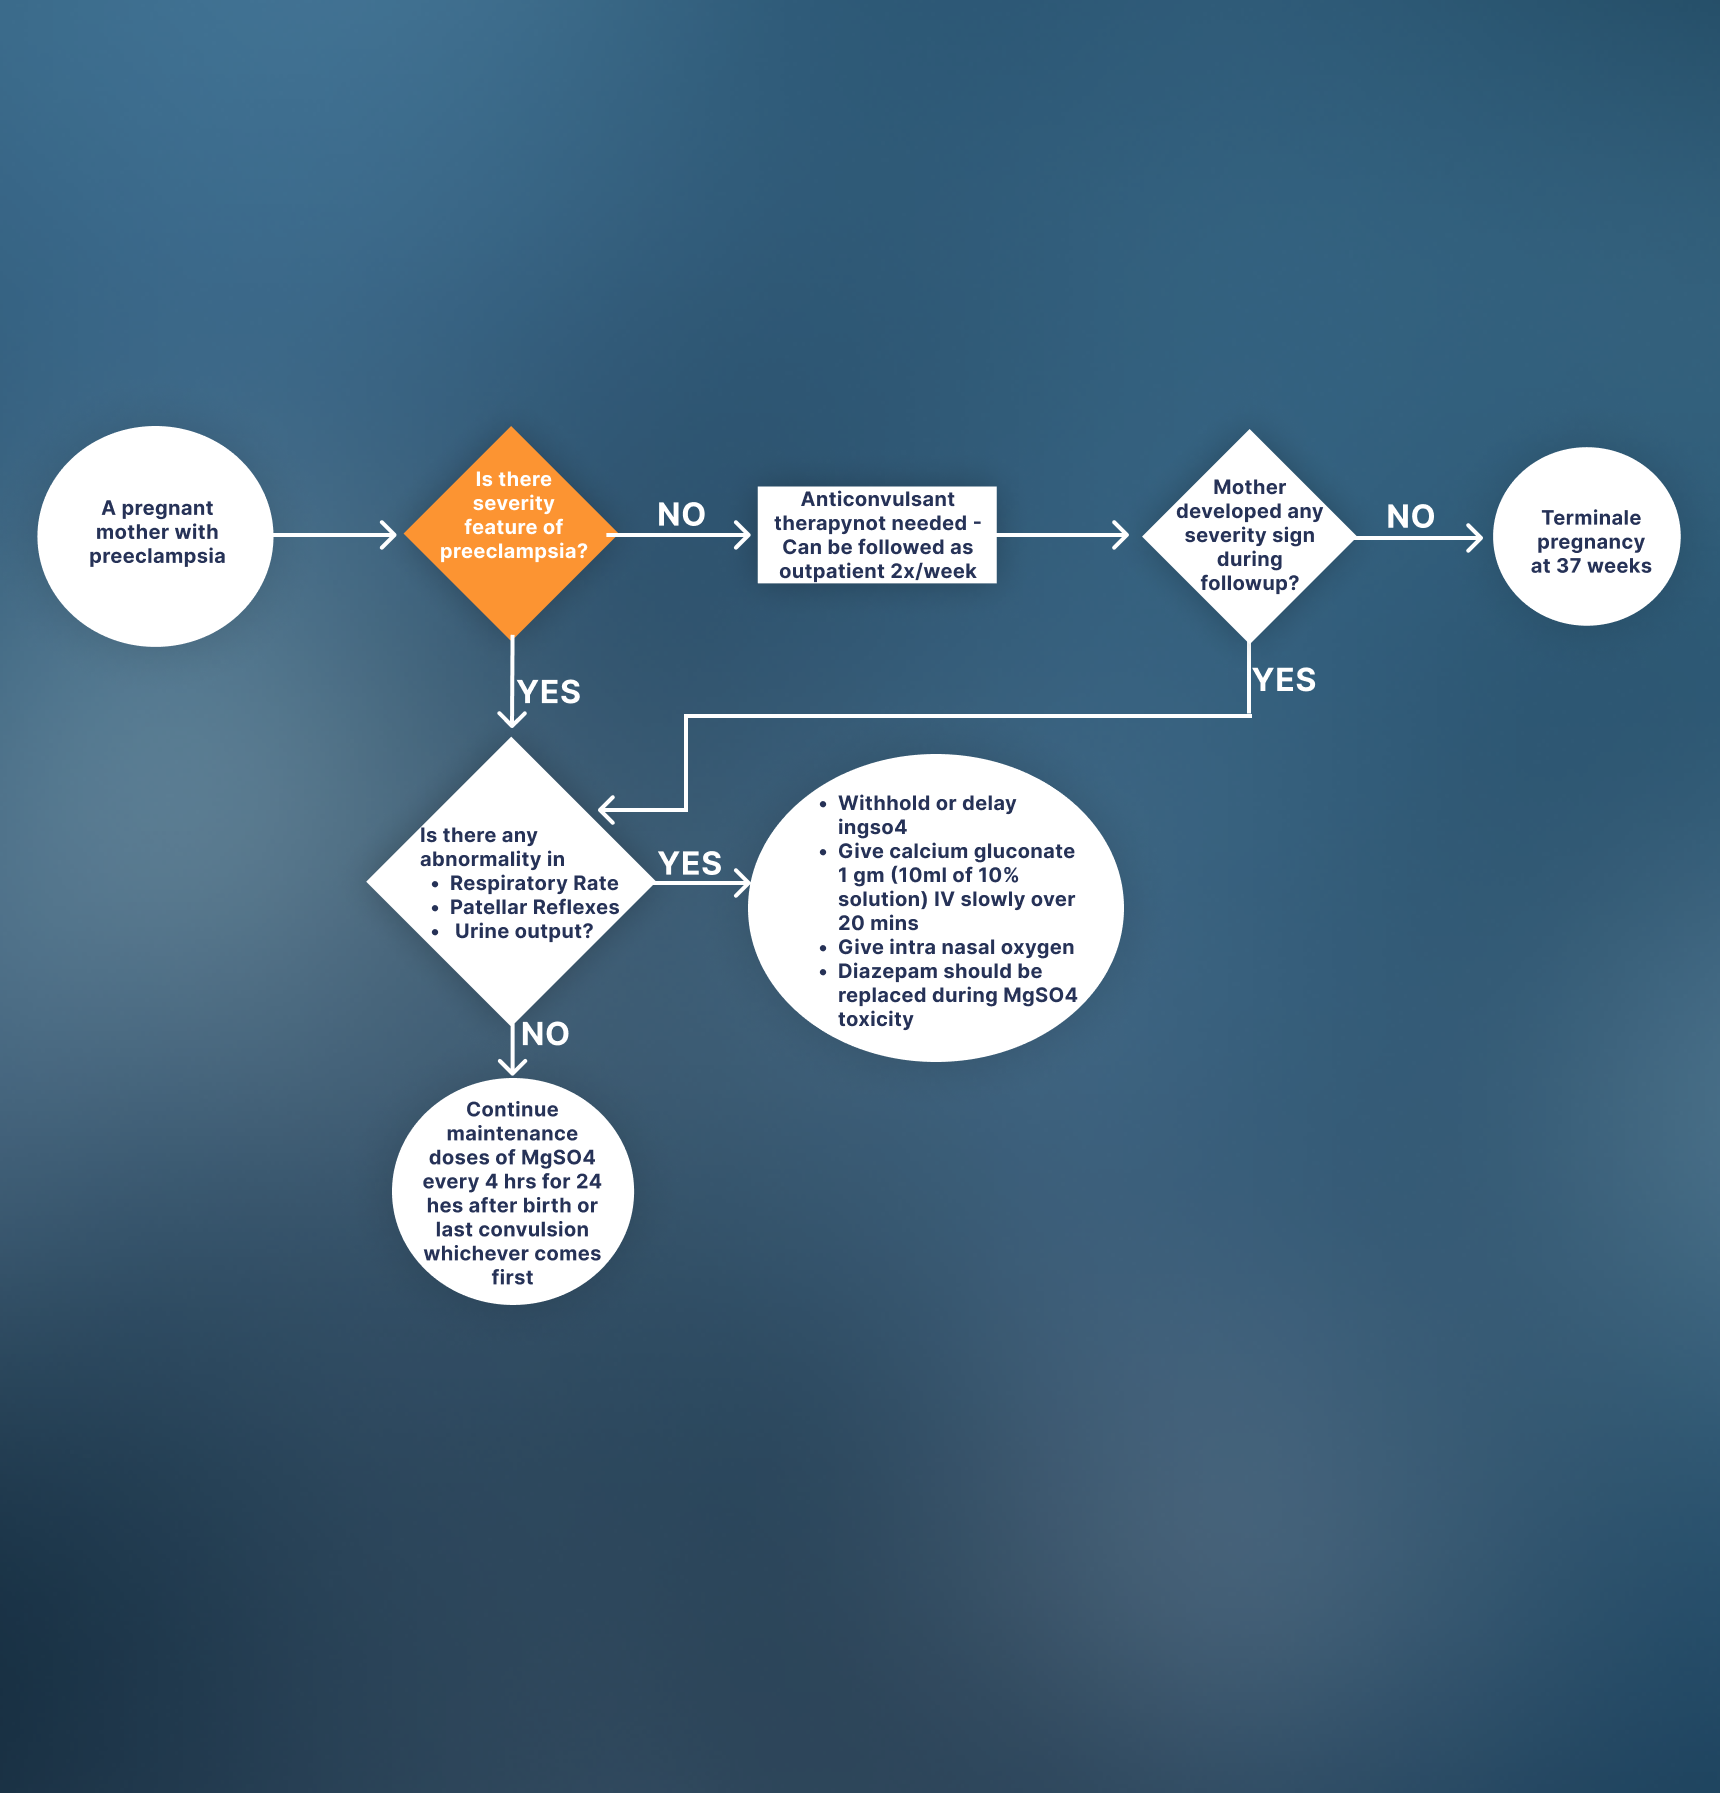 A pregnant
mother with
preeclampsia
Is there
severity
feature of
preeclampsia?
NO
Anticonvulsant
therapynot needed -
Can be followed as
outpatient 2x/week
Mother
developed any
severity sign
during
followup?
NO
Terminale
pregnancy
at 37 weeks
YES
YES
Is there any
abnormality in
• Respiratory Rate
• Patellar Reflexes
• Urine output?
YES
• Withhold or delay
ingso4
• Give calcium gluconate
1 gm (10ml of 10%
solution) IV slowly over
20 mins
• Give intra nasal oxygen
• Diazepam should be
replaced during MgSO4
toxicity
NO
Continue
maintenance
doses of MgSO4
every 4 hrs for 24
hes after birth or
last convulsion
whichever comes
first